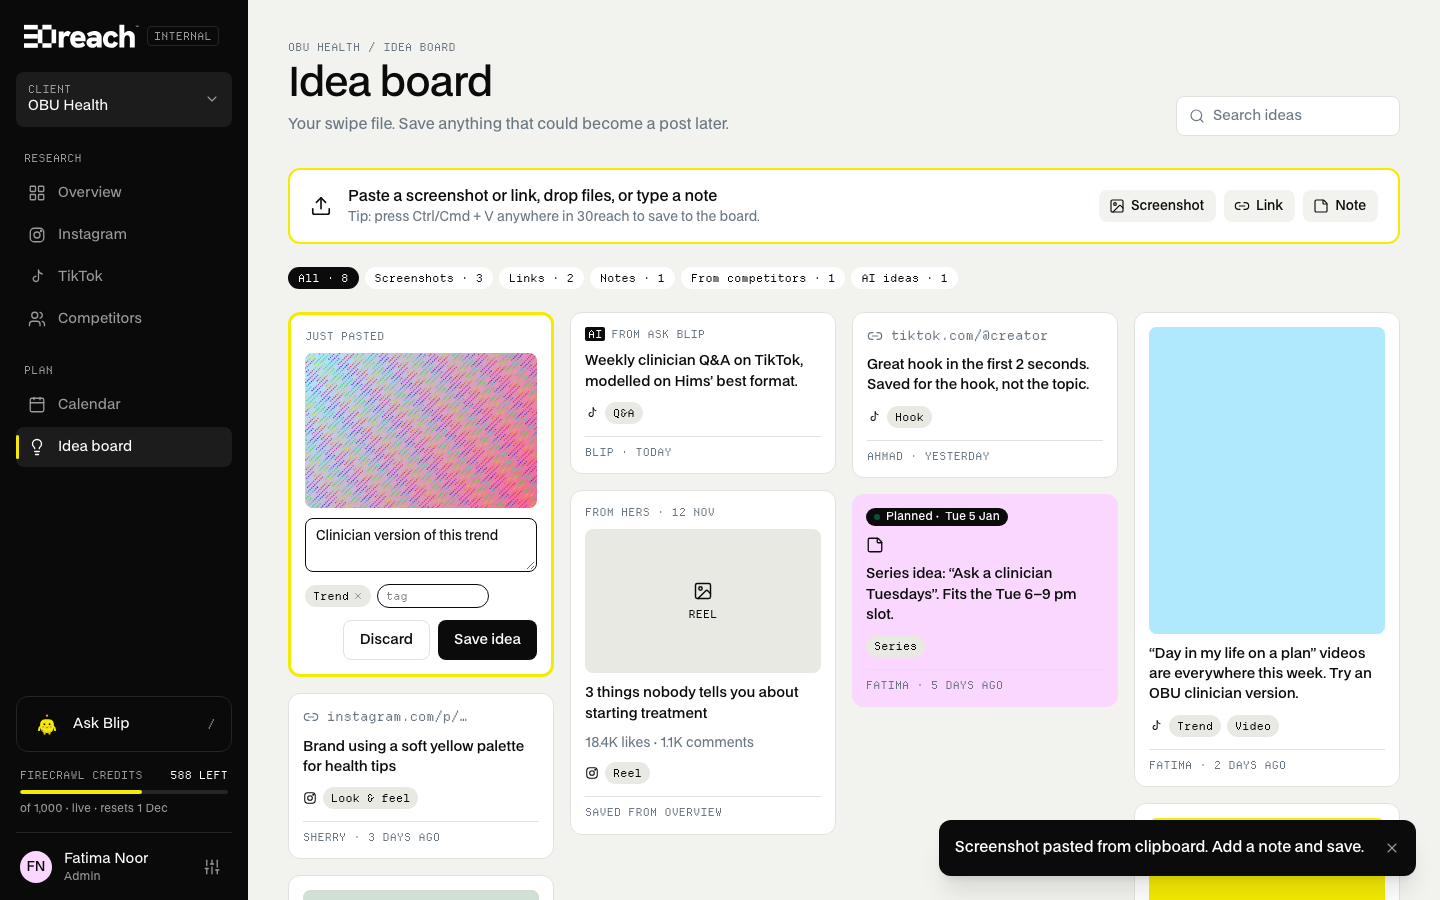 30reach
INTERNAL
CLIENT
OBU Health
RESEARCH
Overview
Instagram
TikTok
Competitors
PLAN
Calendar
Idea board
Ask Blip /
FIRECRAWL CREDITS 588 LEFT
of 1,000 · live · resets 1 Dec
FN
Fatima Noor
Admin
OBU HEALTH / IDEA BOARD
Idea board
Your swipe file. Save anything that could become a post later.
Search ideas
Paste a screenshot or link, drop files, or type a note
Tip: press Ctrl/Cmd + V anywhere in 30reach to save to the board.
Screenshot
Link
Note
All · 8
Screenshots · 3
Links · 2
Notes · 1
From competitors · 1
AI ideas · 1
JUST PASTED
Clinician version of this trend
Trend ×
tag
Discard
Save idea
instagram.com/p/…
Brand using a soft yellow palette
for health tips
Look & feel
SHERRY · 3 DAYS AGO
AI FROM ASK BLIP
Weekly clinician Q&A on TikTok,
modelled on Hims’ best format.
Q&A
BLIP · TODAY
FROM HERS · 12 NOV
REEL
3 things nobody tells you about
starting treatment
18.4K likes · 1.1K comments
Reel
SAVED FROM OVERVIEW
tiktok.com/@creator
Great hook in the first 2 seconds.
Saved for the hook, not the topic.
Hook
AHMAD · YESTERDAY
Planned · Tue 5 Jan
Series idea: “Ask a clinician
Tuesdays”. Fits the Tue 6–9 pm
slot.
Series
FATIMA · 5 DAYS AGO
“Day in my life on a plan” videos
are everywhere this week. Try an
OBU clinician version.
Trend
Video
FATIMA · 2 DAYS AGO
Screenshot pasted from clipboard. Add a note and save.